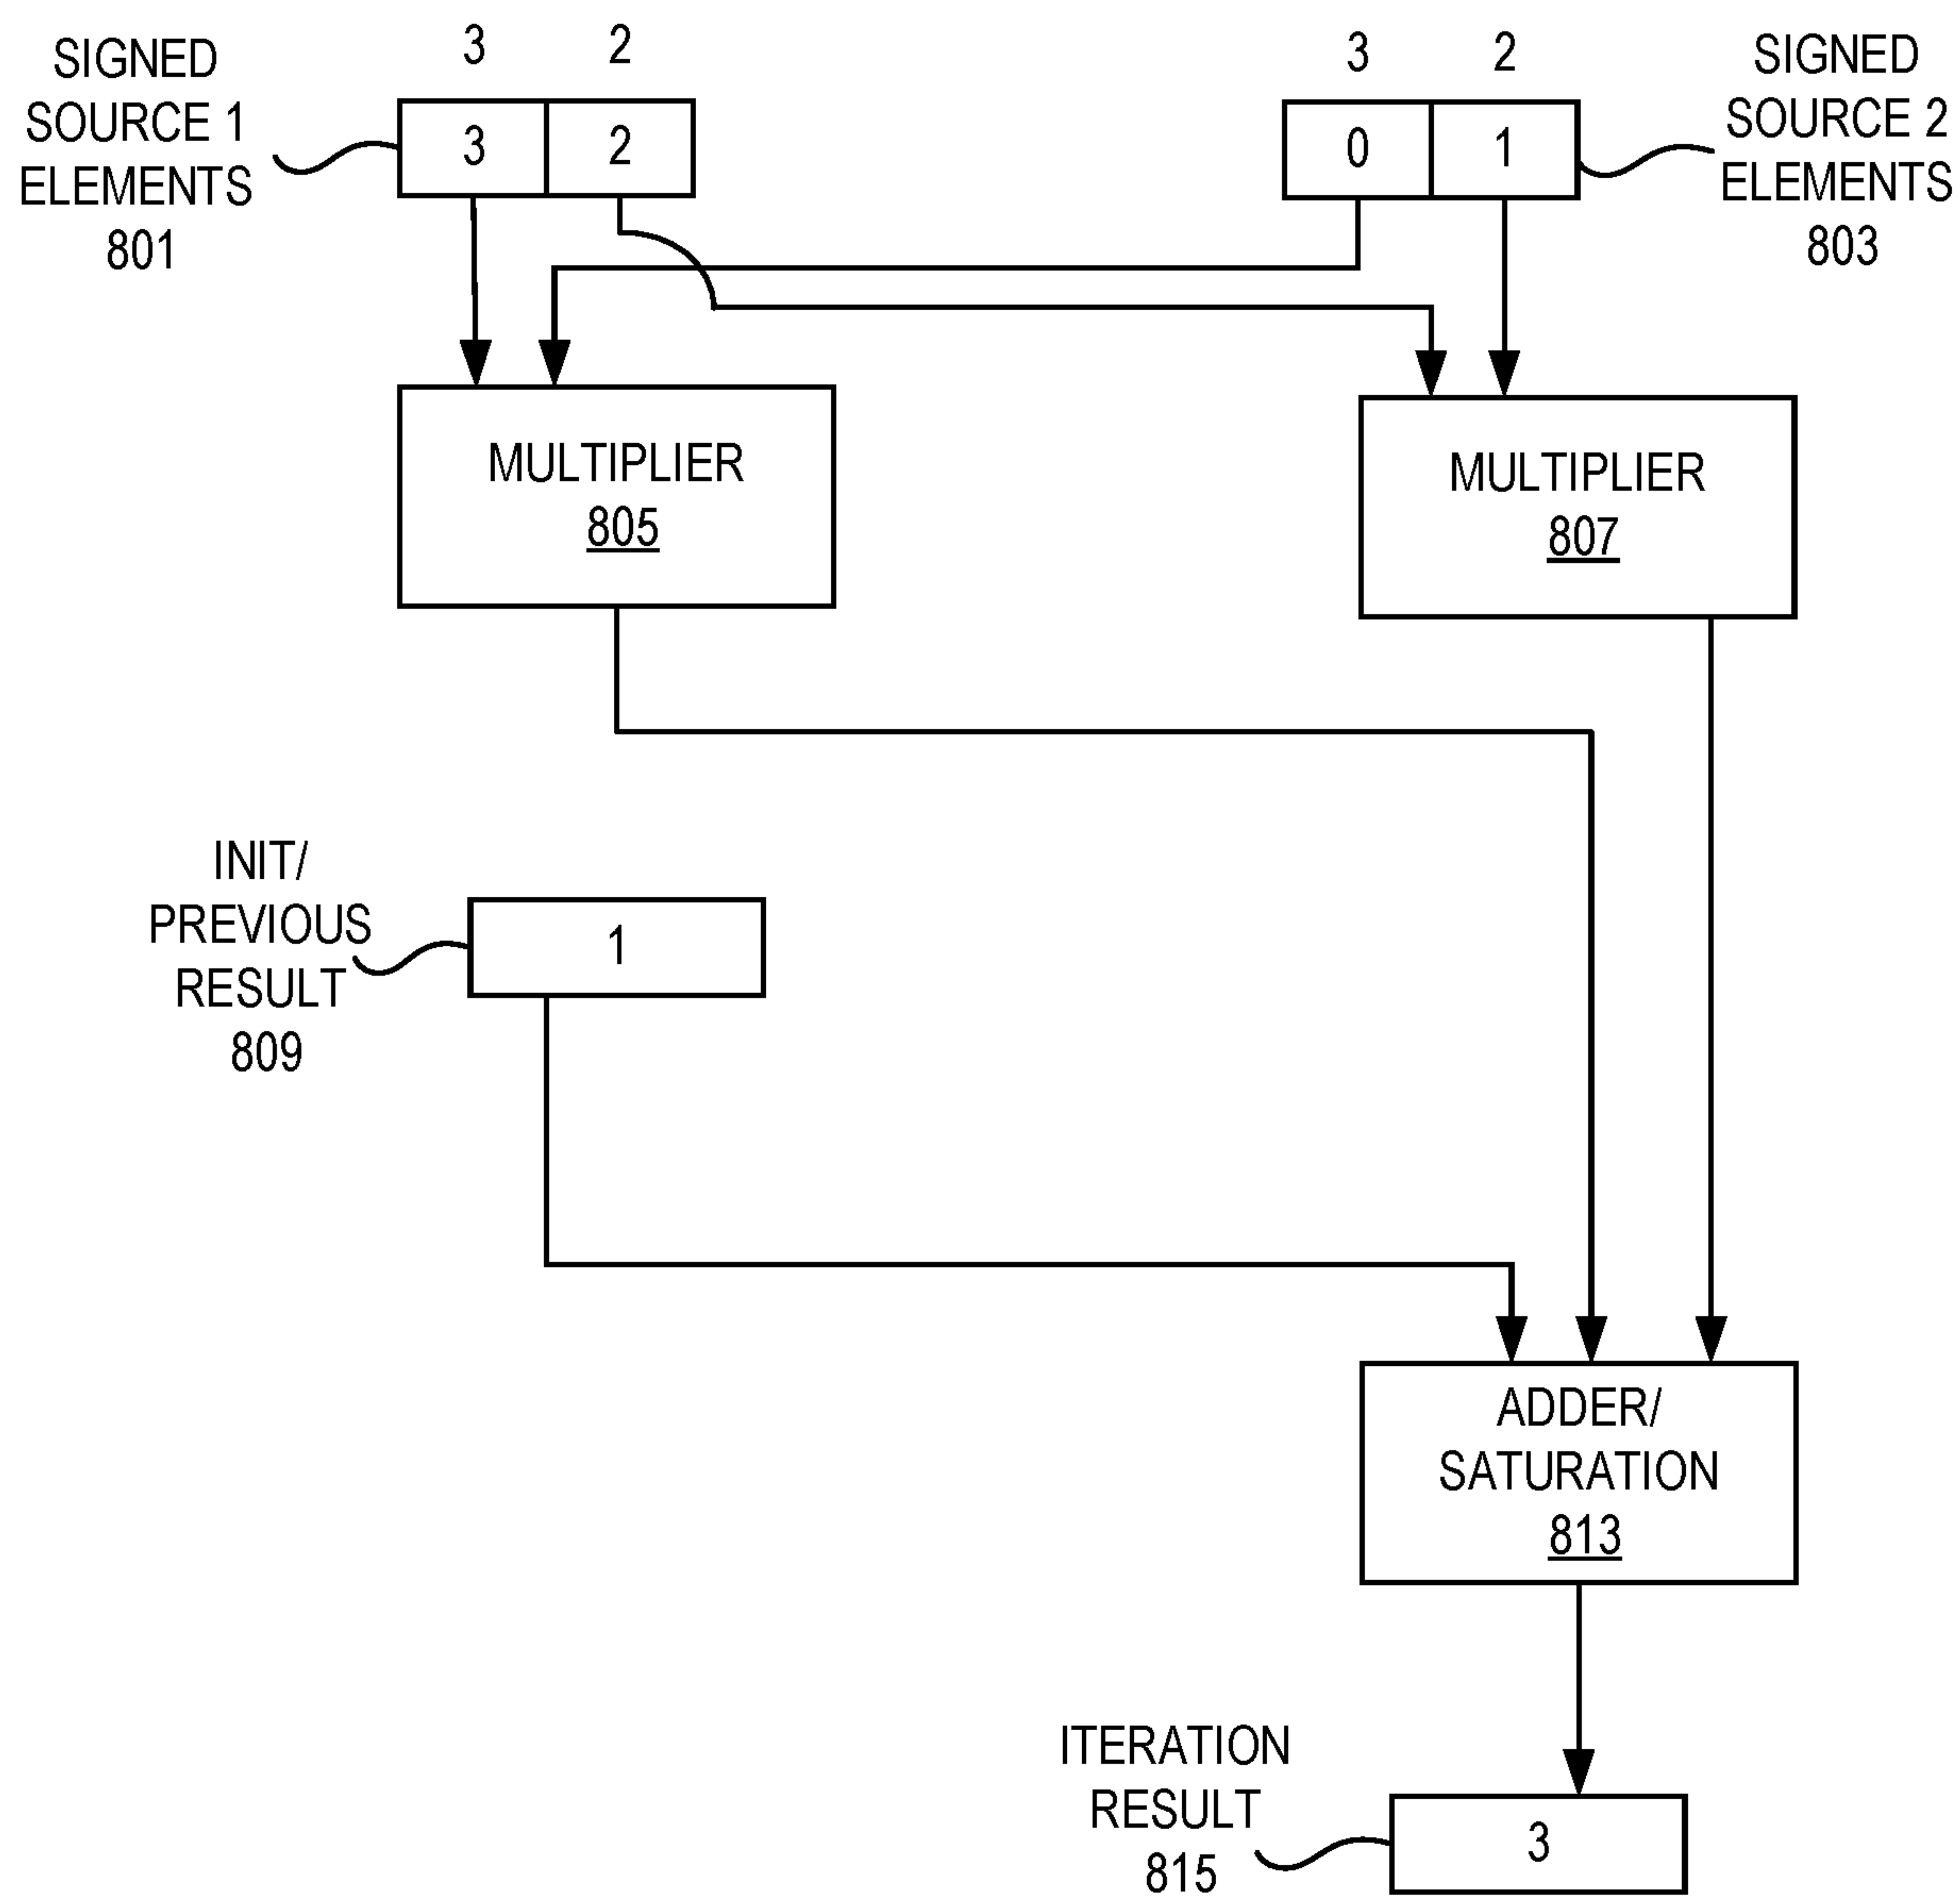 SIGNED
SOURCE 1
ELEMENTS
801
3 2
3 2
3 2
0 1
SIGNED
SOURCE 2
ELEMENTS
803
MULTIPLIER
805
MULTIPLIER
807
INIT/
PREVIOUS
RESULT
809
1
ADDER/
SATURATION
813
ITERATION
RESULT
815
3